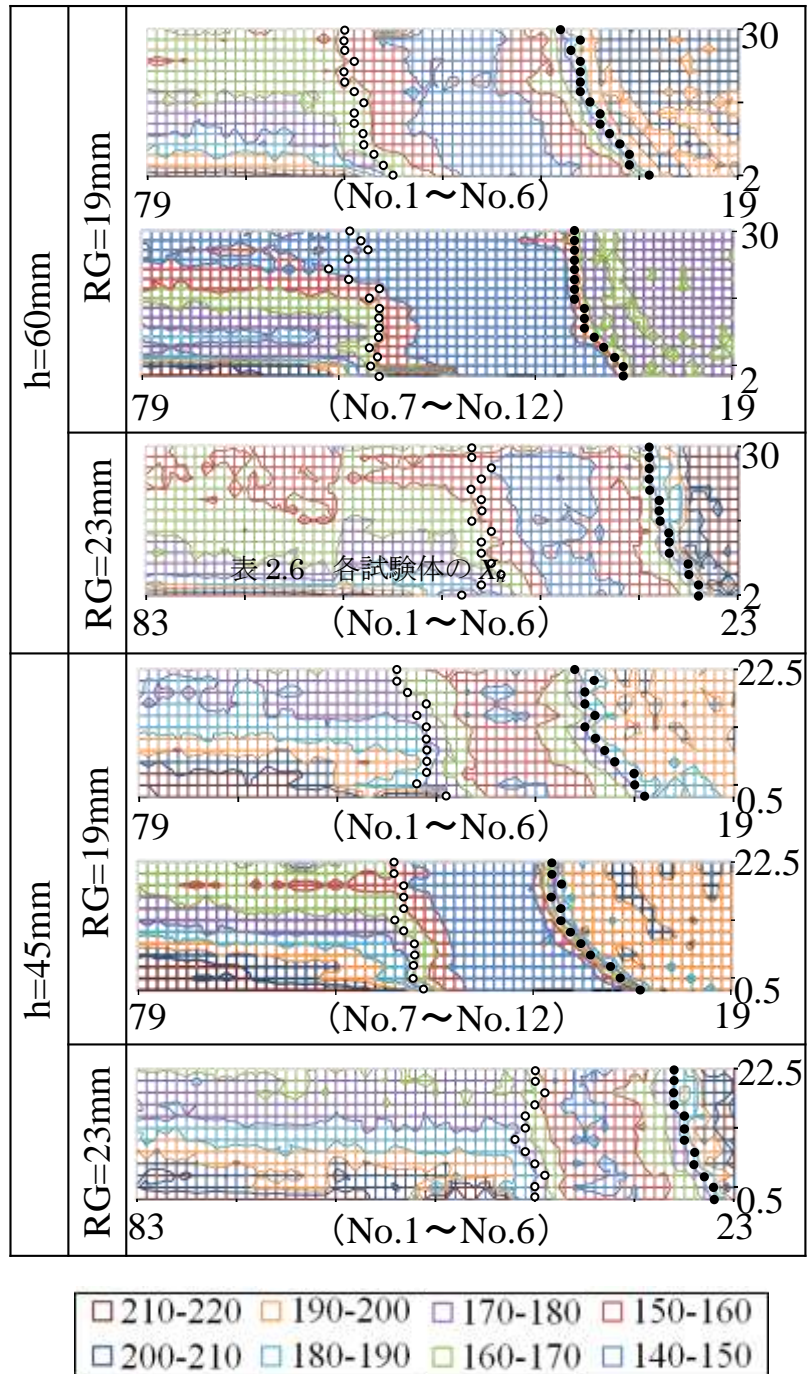 h=60mm
RG=19mm
30
2
79 (No.1～No.6) 19
30
2
79 (No.7～No.12) 19
RG=23mm
30
表 2.6 各試験体の
2
83 (No.1～No.6) 23
h=45mm
RG=19mm
22.5
0.5
79 (No.1～No.6) 19
22.5
0.5
79 (No.7～No.12) 19
RG=23mm
22.5
0.5
83 (No.1～No.6) 23
210-220 190-200 170-180 150-160
200-210 180-190 160-170 140-150